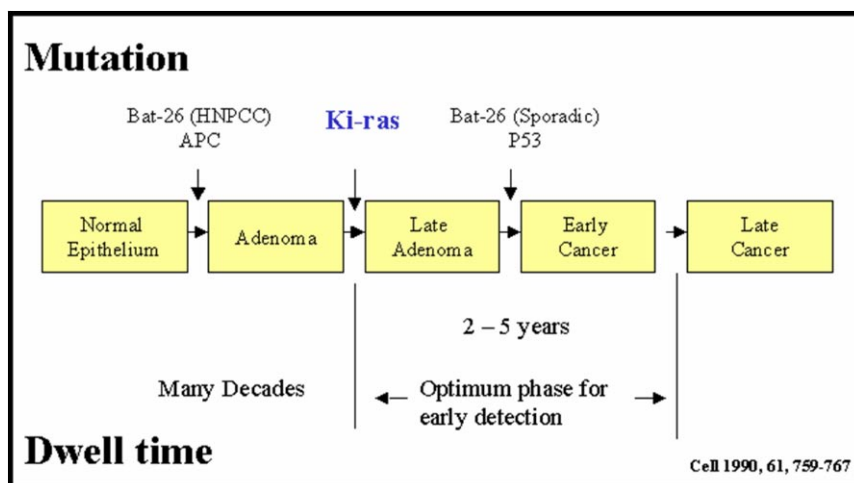 Mutation
Bat-26 (HNPCC)
APC
Ki-ras
Bat-26 (Sporadic)
P53
Normal
Epithelium
Adenoma
Late
Adenoma
Early
Cancer
Late
Cancer
2 – 5 years
Many Decades
Optimum phase for
early detection
Dwell time
Cell 1990, 61, 759-767